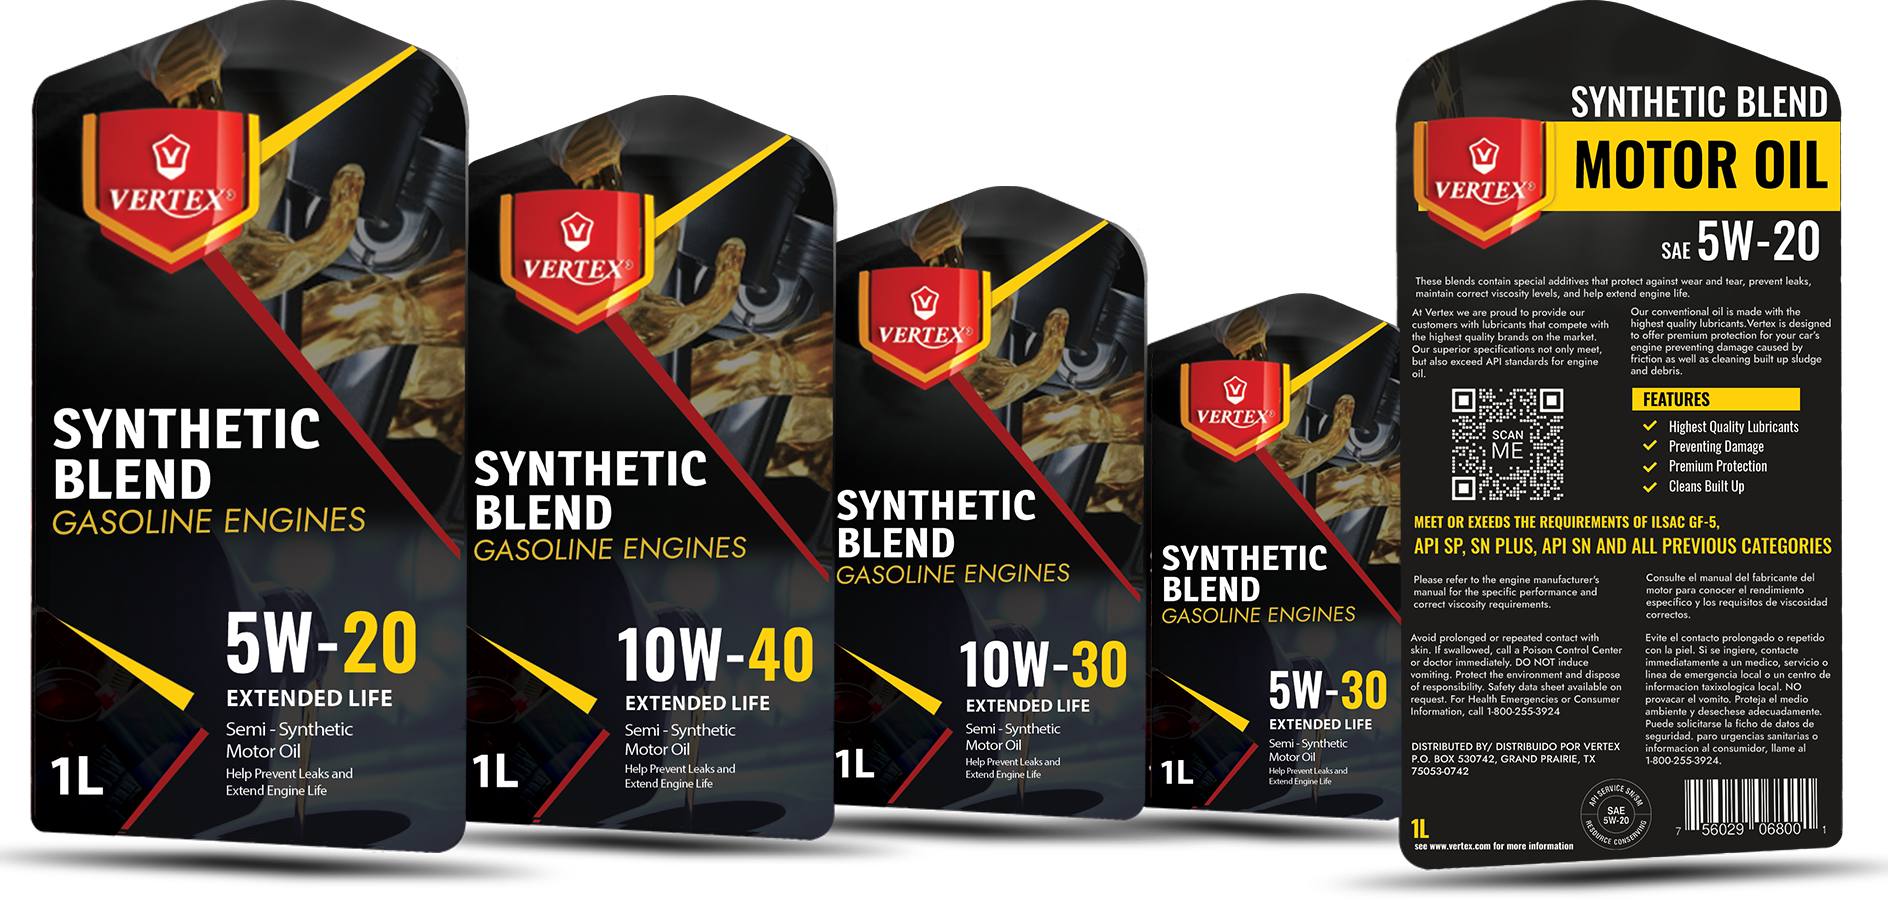 VERTEX
SYNTHETIC
BLEND
GASOLINE ENGINES
5W-20
EXTENDED LIFE
Semi - Synthetic
Motor Oil
Help Prevent Leaks and
Extend Engine Life
1L
VERTEX
SYNTHETIC
BLEND
GASOLINE ENGINES
10W-40
EXTENDED LIFE
Semi - Synthetic
Motor Oil
Help Prevent Leaks and
Extend Engine Life
1L
VERTEX
SYNTHETIC
BLEND
GASOLINE ENGINES
10W-30
EXTENDED LIFE
Semi - Synthetic
Motor Oil
Help Prevent Leaks and
Extend Engine Life
1L
VERTEX
SYNTHETIC
BLEND
GASOLINE ENGINES
5W-30
EXTENDED LIFE
Semi - Synthetic
Motor Oil
Help Prevent Leaks and
Extend Engine Life
1L
SYNTHETIC BLEND
MOTOR OIL
VERTEX
SAE 5W-20
These blends contain special additives that protect against wear and tear, prevent leaks,
maintain correct viscosity levels, and help extend engine life.
At Vertex we are proud to provide our
customers with lubricants that compete with
the highest quality brands on the market.
Our superior specifications not only meet,
but also exceed API standards for engine
oil.
Our conventional oil is made with the
highest quality lubricants.Vertex is designed
to offer premium protection for your car's
engine preventing damage caused by
friction as well as cleaning built up sludge
and debris.
SCAN
ME
FEATURES
Highest Quality Lubricants
Preventing Damage
Premium Protection
Cleans Built Up
MEET OR EXEEDS THE REQUIREMENTS OF ILSAC GF-5,
API SP, SN PLUS, API SN AND ALL PREVIOUS CATEGORIES
Please refer to the engine manufacturer's
manual for the specific performance and
correct viscosity requirements.
Avoid prolonged or repeated contact with
skin. If swallowed, call a Poison Control Center
or doctor immediately. DO NOT induce
vomiting. Protect the environment and dispose
of responsibility. Safety data sheet available on
request. For Health Emergencies or Consumer
Information, call 1-800-255-3924
DISTRIBUTED BY/ DISTRIBUIDO POR VERTEX
P.O. BOX 530742, GRAND PRAIRIE, TX
75053-0742
Consulte el manual del fabricante del
motor para conocer el rendimiento
específico y los requisitos de viscosidad
correctos.
Evite el contacto prolongado o repetido
con la piel. Si se ingiere, contacte
immediatamente a un medico, servicio o
linea de emergencia local o un centro de
informacion taxixologica local. NO
provacar el vomito. Proteja el medio
ambiente y desechese adecuadamente.
Puede solicitarse la ficho de datos de
seguridad. paro urgencias sanitarias o
informacion al consumidor, llame al
1-800-255-3924.
API SERVICE SN/SM
SAE
5W-20
RESOURCE CONSERVING
7 56029 06800 1
1L
see www.vertex.com for more information